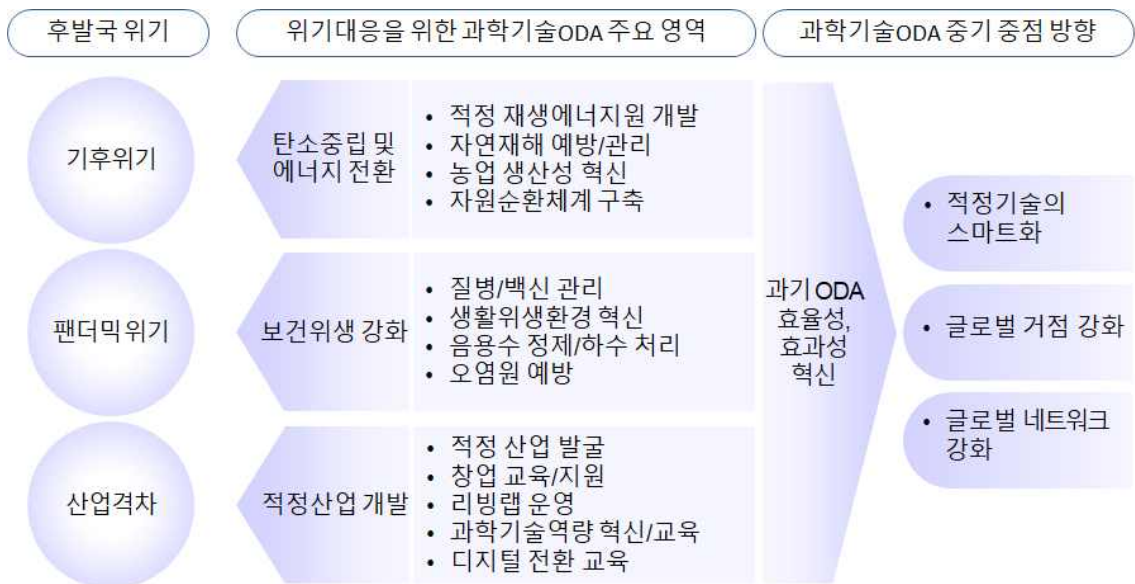 후발국 위기
위기대응을 위한 과학기술ODA 주요 영역
과학기술ODA 중기 중점 방향
기후위기
탄소중립 및
에너지 전환
• 적정 재생에너지원 개발
• 자연재해 예방/관리
• 농업 생산성 혁신
• 자원순환체계 구축
팬더믹 위기
보건위생 강화
• 질병/백신 관리
• 생활위생환경 혁신
• 음용수 정제/하수 처리
• 오염원 예방
산업격차
적정산업 개발
• 적정 산업 발굴
• 창업 교육/지원
• 리빙랩 운영
• 과학기술역량 혁신/교육
• 디지털 전환 교육
과기 ODA
효율성,
효과성
혁신
• 적정기술의
스마트화
• 글로벌 거점 강화
• 글로벌 네트워크
강화